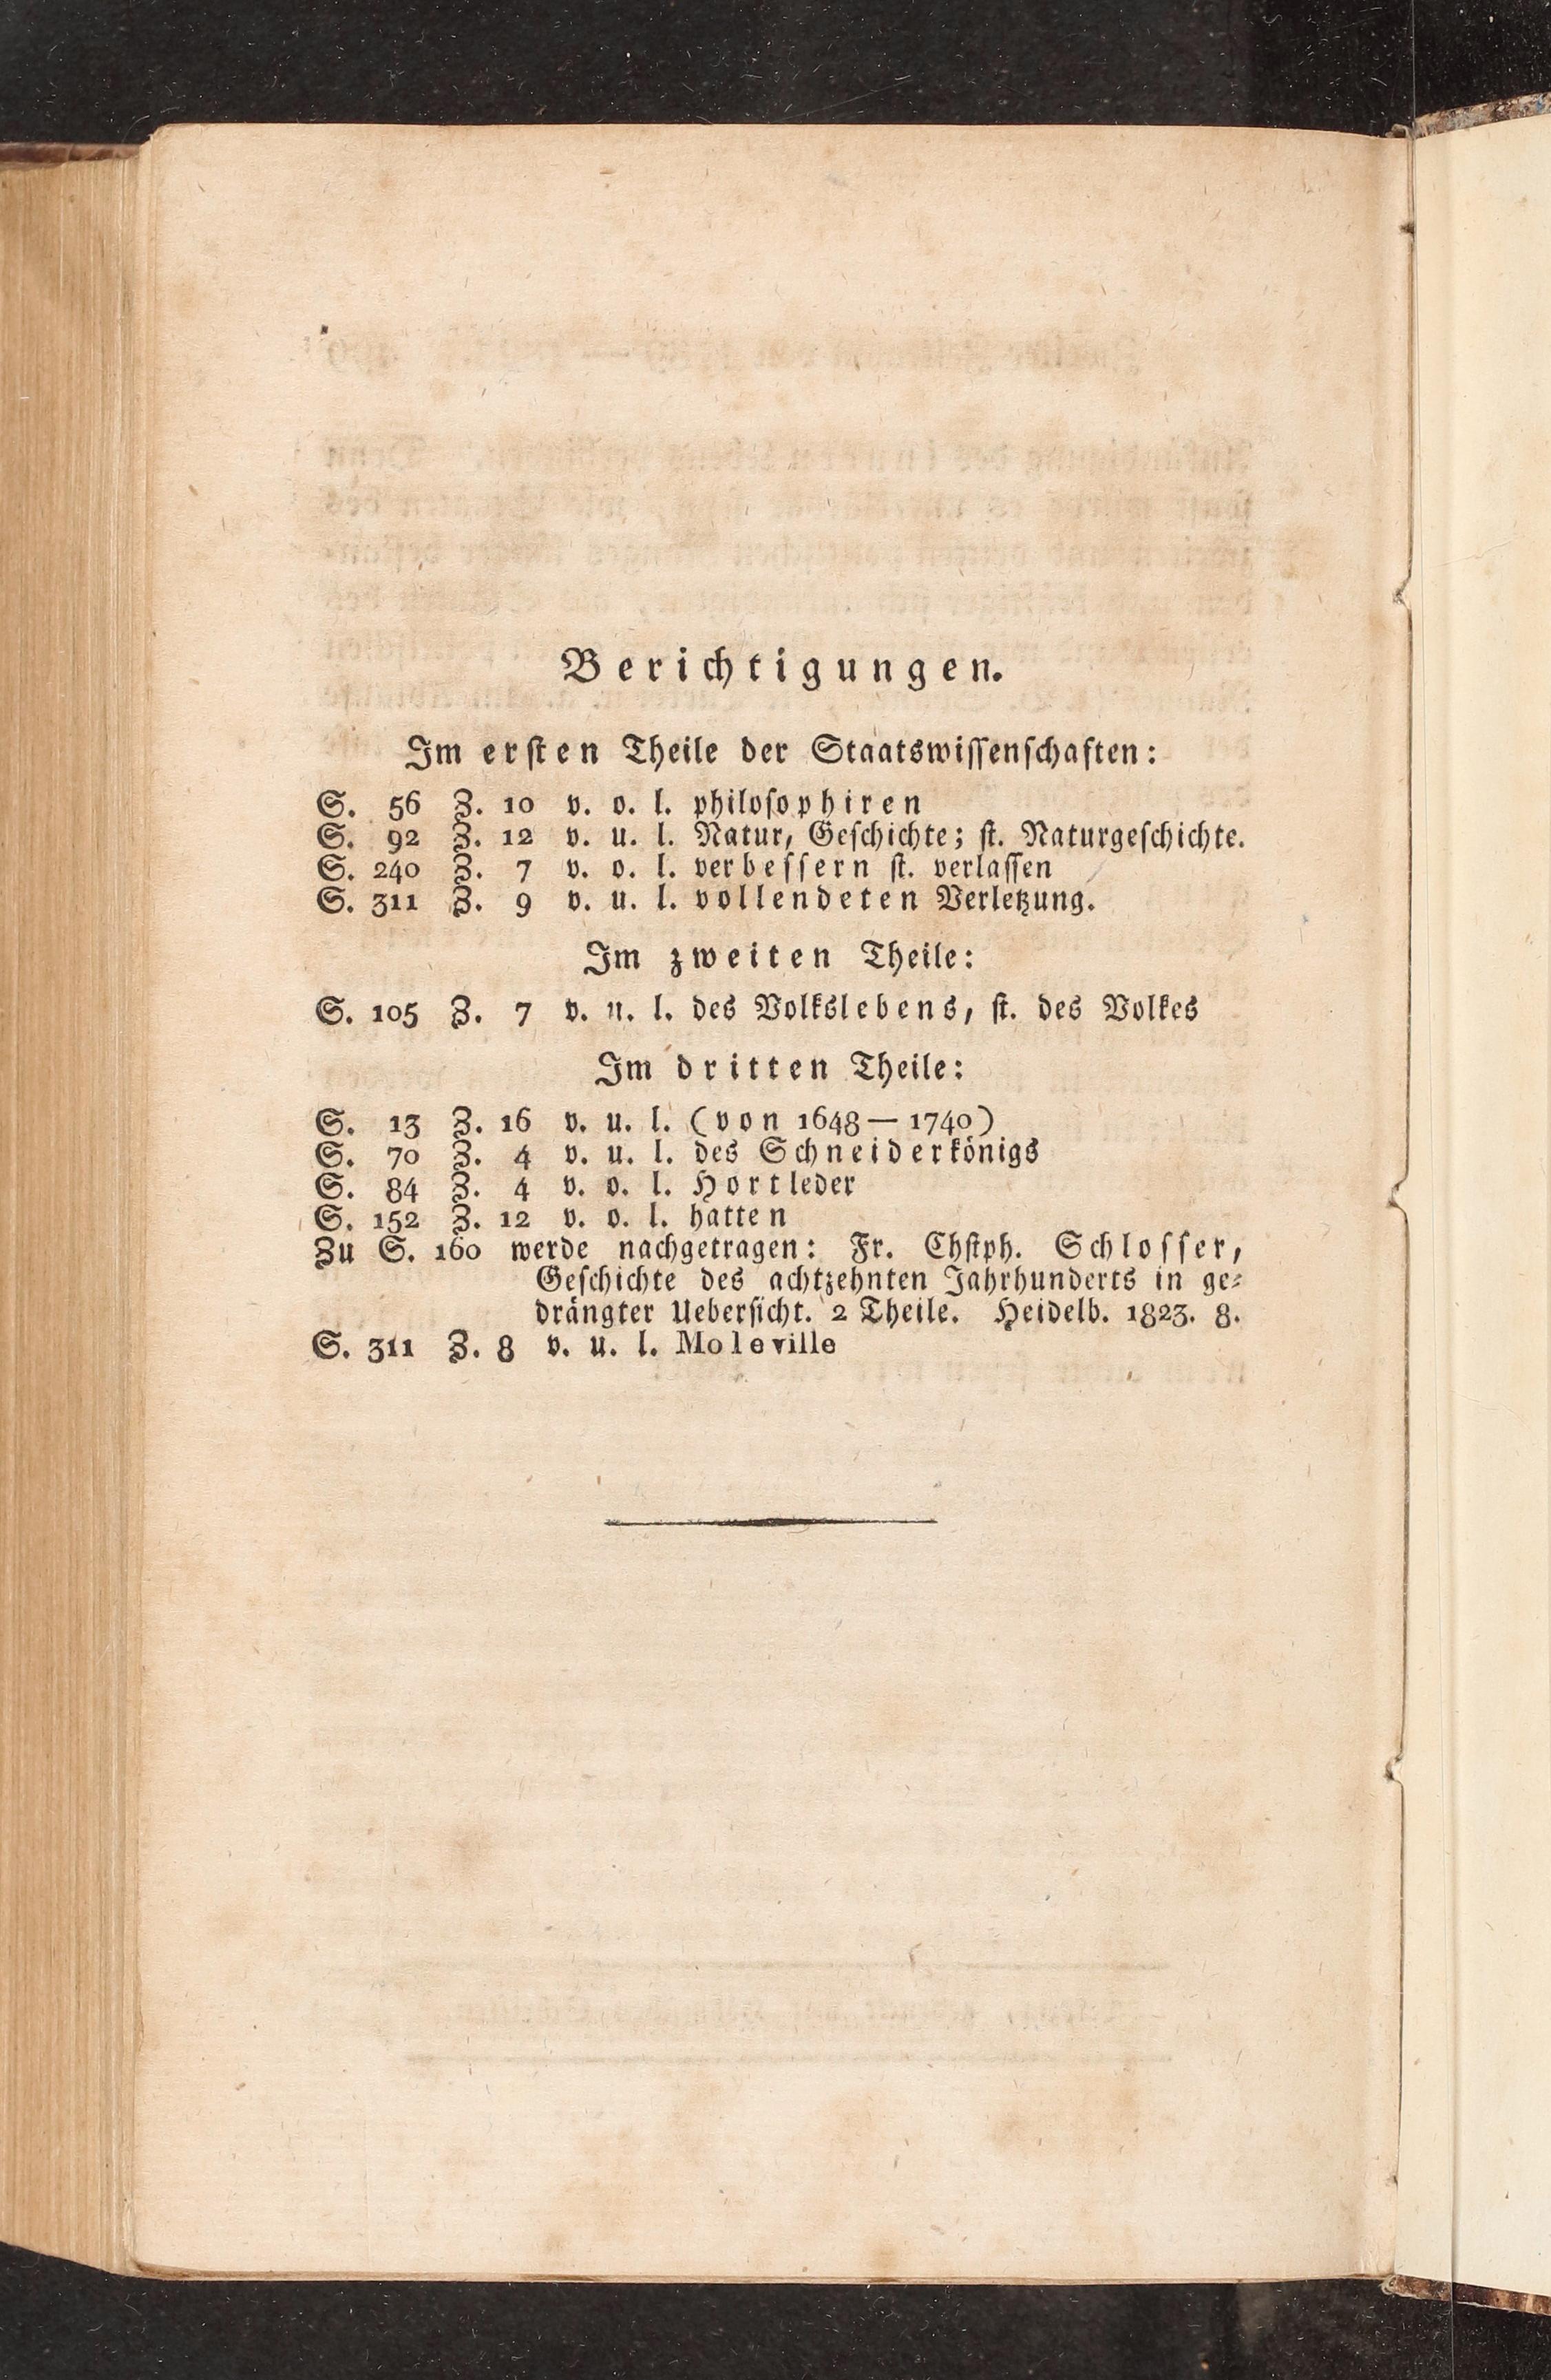 Berichtigungen.
Im ersten Theile der Staatswissenschaften:
S. 56 Z. 10 v. o. l. philosophiren
S. 92 Z. 12 v. u. l. Natur, Geschichte; st. Naturgeschichte.
S. 240 Z. 7 v. o. l. verbessern st. verlassen
S. 311 Z. 9 v. u. l. vollendeten Verletzung.
Im zweiten Theile:
S. 105 Z. 7 v. u. l. des Volkslebens, st. des Volkes
Im dritten Theile:
S. 13 Z. 16 v. u. l. (von 1648 — 1740)
S. 70 Z. 4 v. u. l. des Schneiderkönigs
S. 84 Z. 4 v. o. l. Hortleder
S. 152 Z. 12 v. o. l. hatten
Zu S. 160 werde nachgetragen: Fr. Chstph. Schlosser,
Geschichte des achtzehnten Jahrhunderts in ge-
drängter Uebersicht. 2 Theile. Heidelb. 1823. 8.
S. 311 Z. 8 v. u. l. Moleville